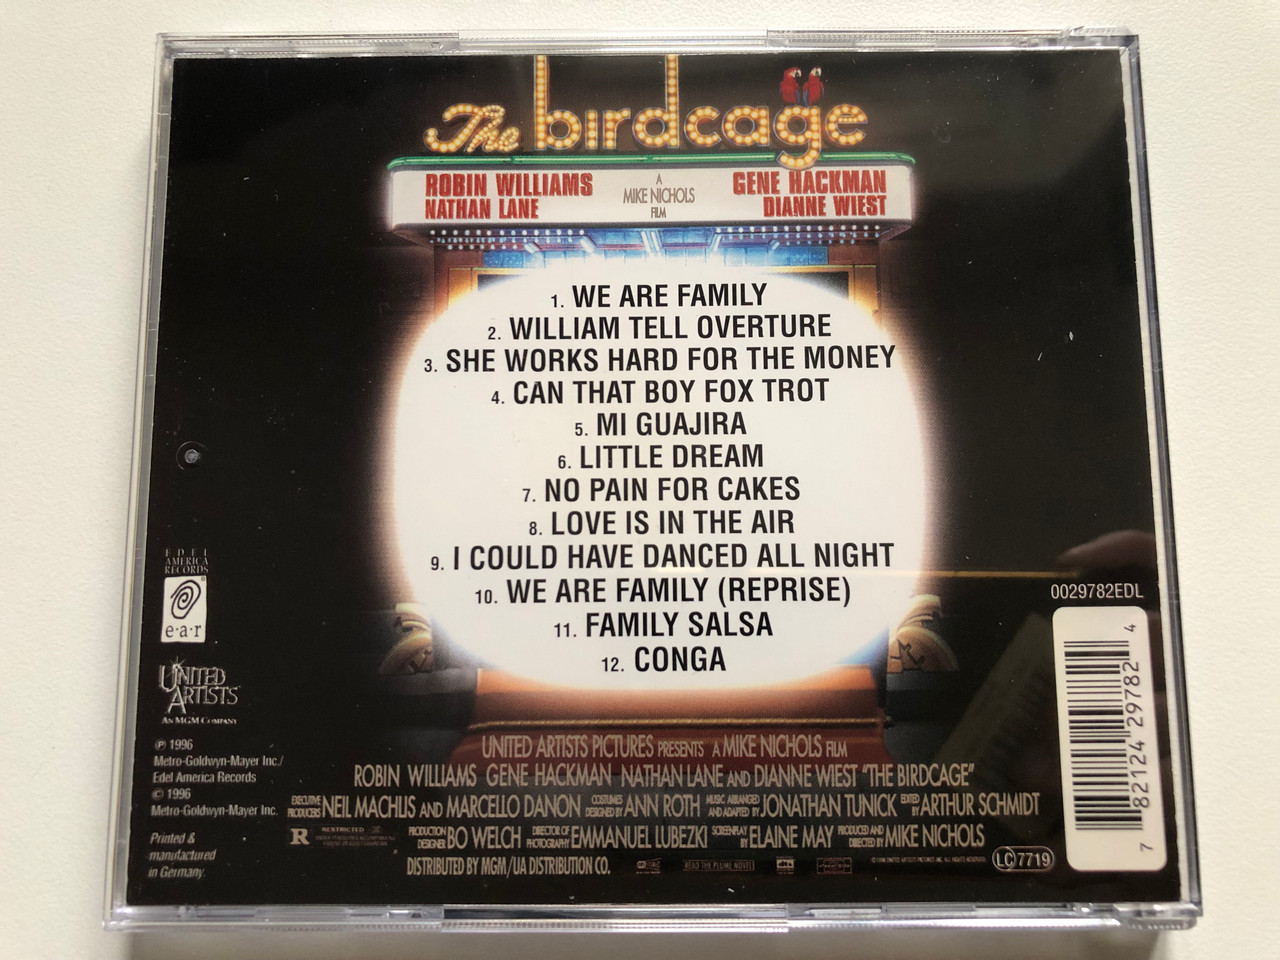 The birdcage
ROBIN WILLIAMS
NATHAN LANE
A
MIKE NICHOLS
FILM
GENE HACKMAN
DIANNE WIEST
1. WE ARE FAMILY
2. WILLIAM TELL OVERTURE
3. SHE WORKS HARD FOR THE MONEY
4. CAN THAT BOY FOX TROT
5. MI GUAJIRA
6. LITTLE DREAM
7. NO PAIN FOR CAKES
8. LOVE IS IN THE AIR
9. I COULD HAVE DANCED ALL NIGHT
10. WE ARE FAMILY (REPRISE)
11. FAMILY SALSA
12. CONGA
EDEL
AMERICA
RECORDS
e·a·r
UNITED
ARTISTS
AN MGM COMPANY
℗ 1996
Metro-Goldwyn-Mayer Inc./
Edel America Records
© 1996
Metro-Goldwyn-Mayer Inc.
Printed &
manufactured
in Germany.
0029782EDL
7 82124 29782 4
UNITED ARTISTS PICTURES PRESENTS A MIKE NICHOLS FILM
ROBIN WILLIAMS GENE HACKMAN NATHAN LANE AND DIANNE WIEST "THE BIRDCAGE"
EXECUTIVE PRODUCERS NEIL MACHLIS AND MARCELLO DANON COSTUMES DESIGNED BY ANN ROTH MUSIC ARRANGED AND ADAPTED BY JONATHAN TUNICK EDITED BY ARTHUR SCHMIDT
R RESTRICTED PRODUCTION DESIGNER BO WELCH DIRECTOR OF PHOTOGRAPHY EMMANUEL LUBEZKI SCREENPLAY BY ELAINE MAY PRODUCED AND DIRECTED BY MIKE NICHOLS
DISTRIBUTED BY MGM/UA DISTRIBUTION CO. READ THE PLUME NOVEL dts
LC 7719